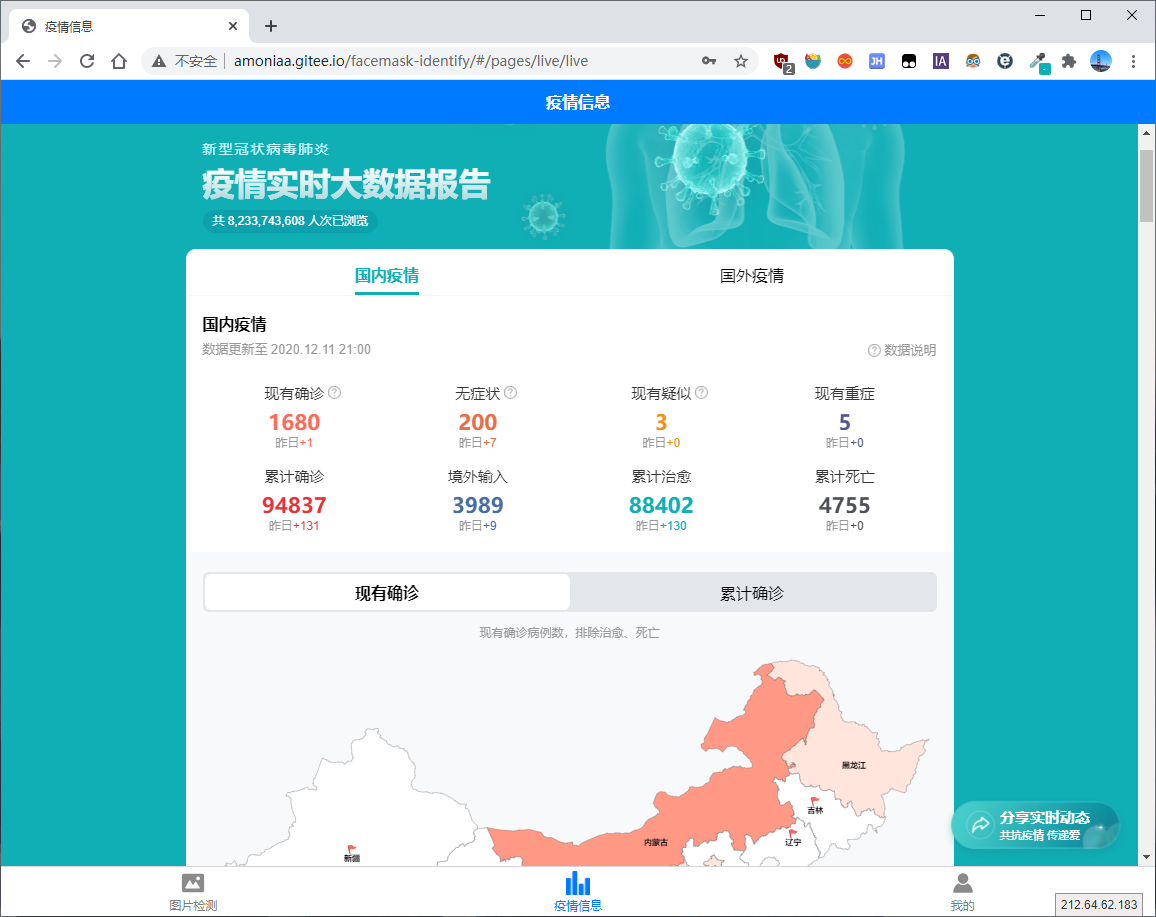 疫情信息
不安全 amoniaa.gitee.io/facemask-identify/#/pages/live/live
2 JH IA
疫情信息
新型冠状病毒肺炎
疫情实时大数据报告
共 8,233,743,608 人次已浏览
国内疫情 国外疫情
国内疫情
数据更新至 2020.12.11 21:00 数据说明
现有确诊 无症状 现有疑似 现有重症
1680 200 3 5
昨日+1 昨日+7 昨日+0 昨日+0
累计确诊 境外输入 累计治愈 累计死亡
94837 3989 88402 4755
昨日+131 昨日+9 昨日+130 昨日+0
现有确诊 累计确诊
现有确诊病例数，排除治愈、死亡
黑龙江
吉林
内蒙古 辽宁
新疆
分享实时动态
共抗疫情 传递爱
图片检测 疫情信息 我的
212.64.62.183